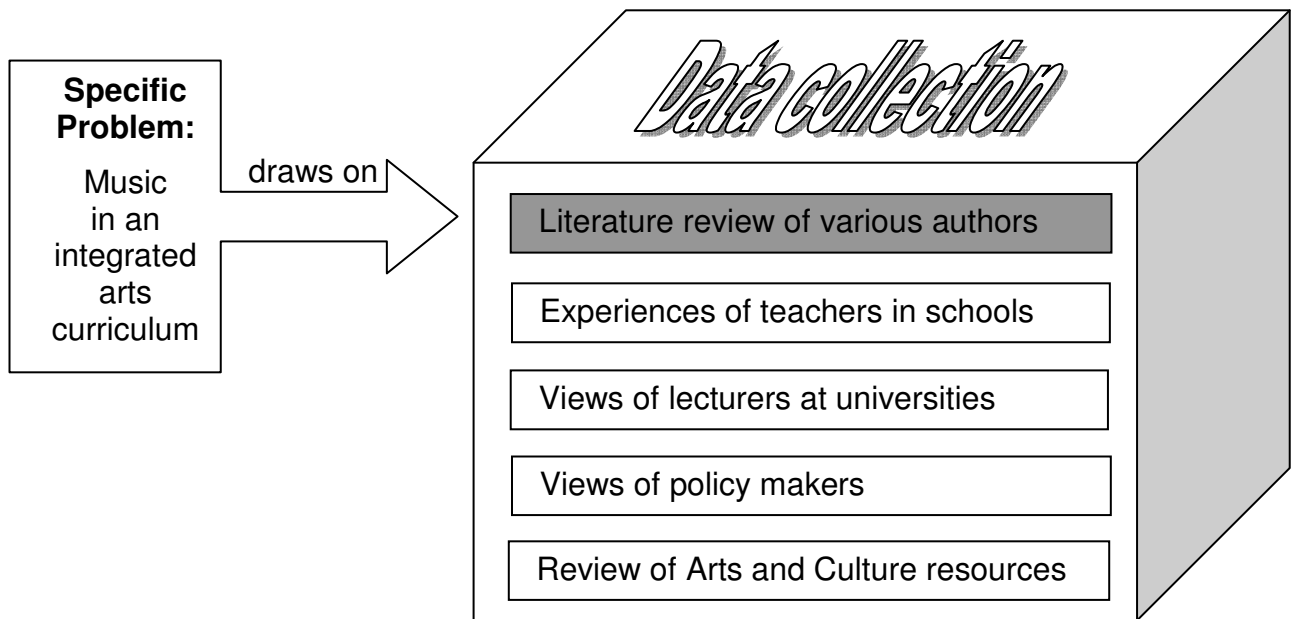 Specific
Problem:
Music
in an
integrated
arts
curriculum
draws on
Data collection
Literature review of various authors
Experiences of teachers in schools
Views of lecturers at universities
Views of policy makers
Review of Arts and Culture resources